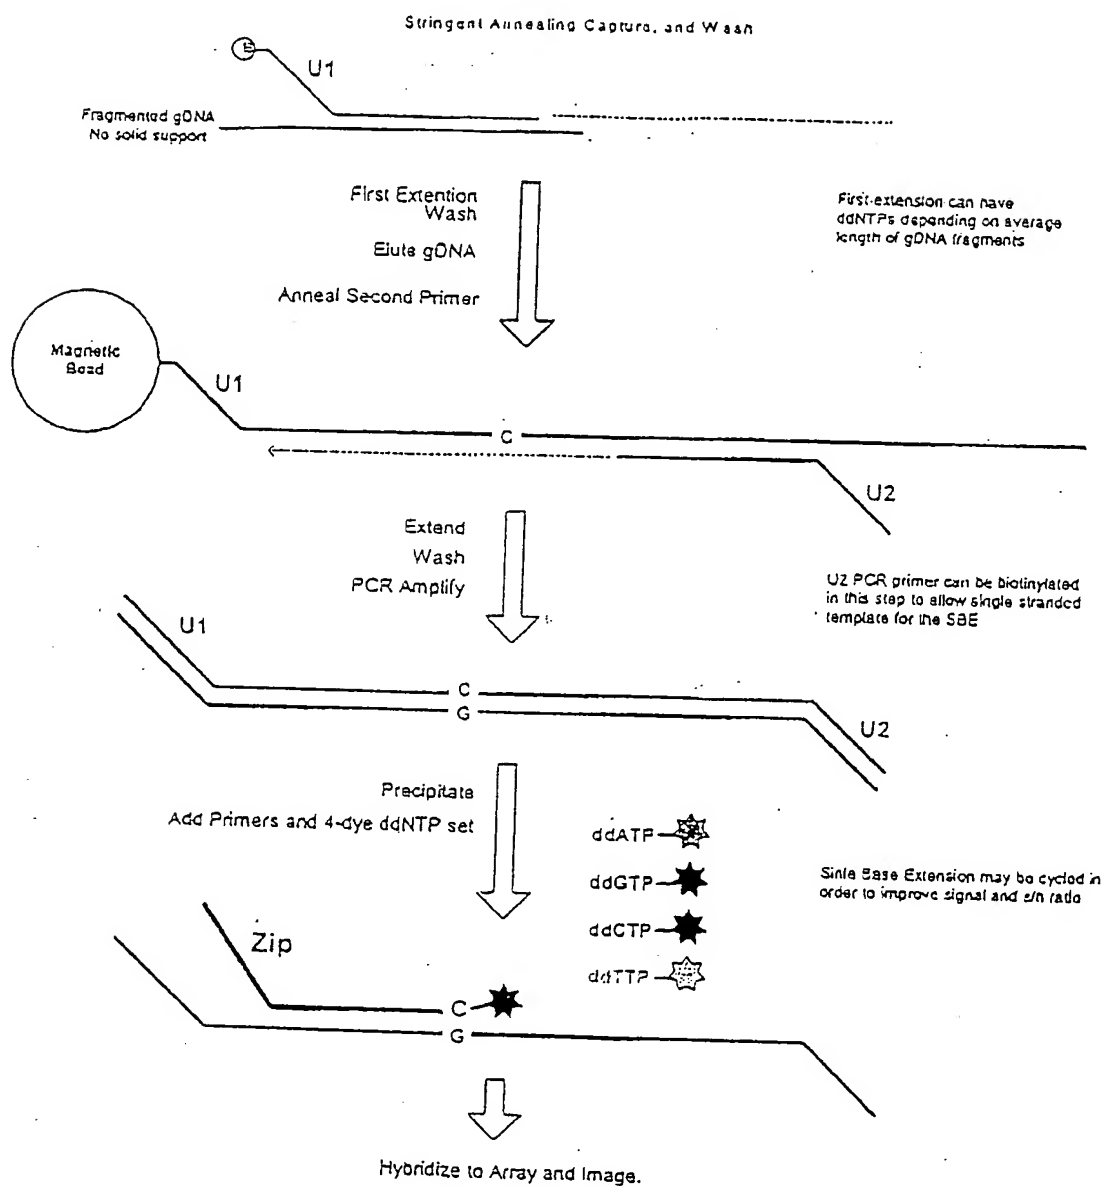 Stringent Annealing Capture, and Wash
U1
Fragmented gDNA
No solid support
First Extention
Wash
Elute gDNA
Anneal Second Primer
First-extension can have
ddNTPs depending on average
length of gDNA fragments
Magnetic
Bead
U1
C
U2
Extend
Wash
PCR Amplify
U2 PCR primer can be biotinylated
in this step to allow single stranded
template for the SBE
U1
C
G
U2
Precipitate
Add Primers and 4-dye ddNTP set
ddATP
ddGTP
ddCTP
ddTTP
Sinle Base Extension may be cycled in
order to improve signal and s/n ratio
Zip
C
G
Hybridize to Array and Image.